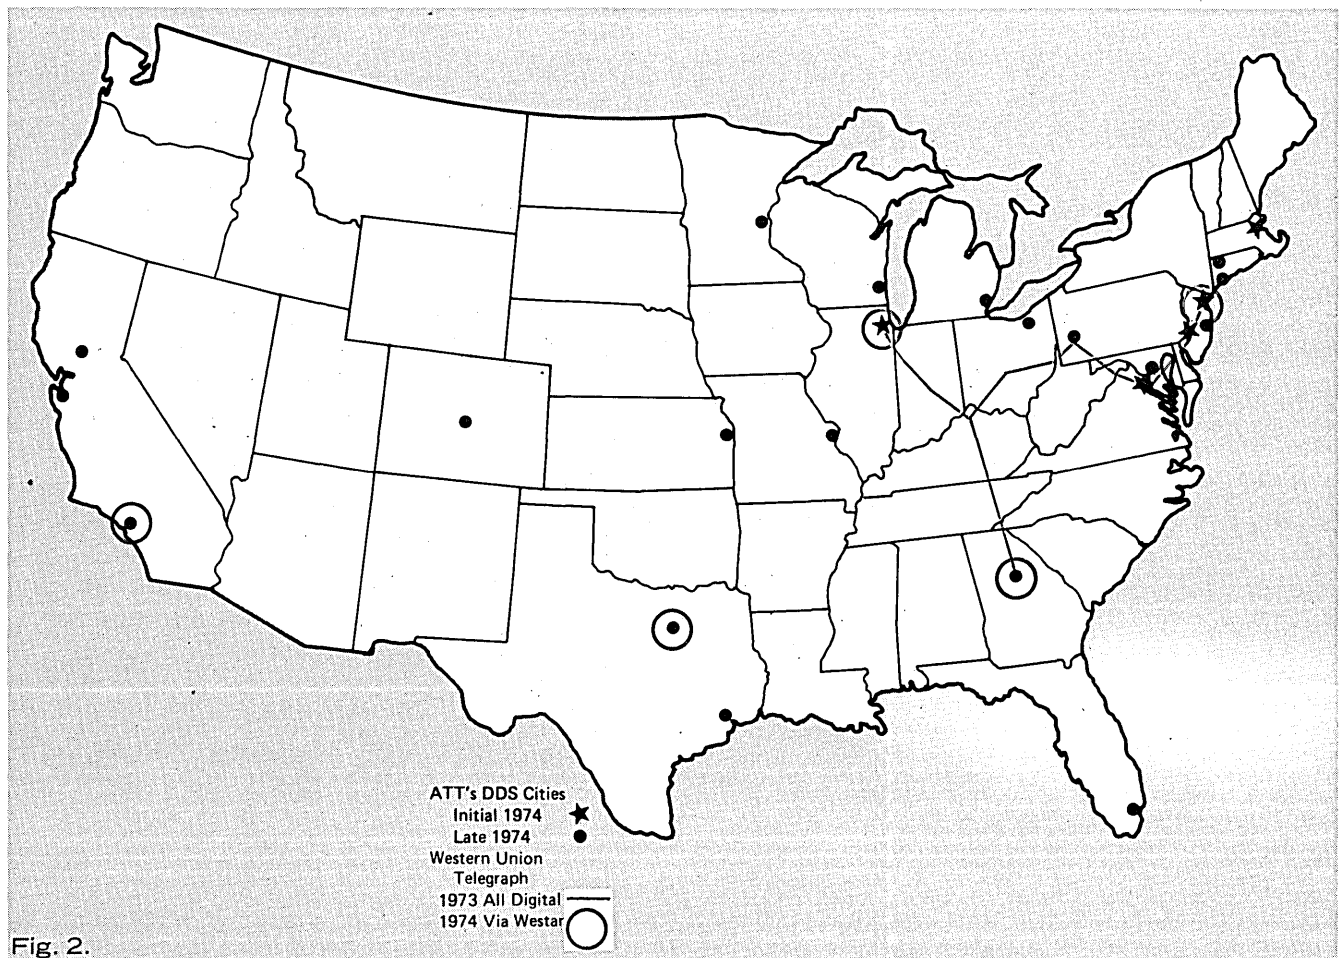 ATT's DDS Cities
Initial 1974
Late 1974
Western Union
Telegraph
1973 All Digital
1974 Via Westar
Fig. 2.